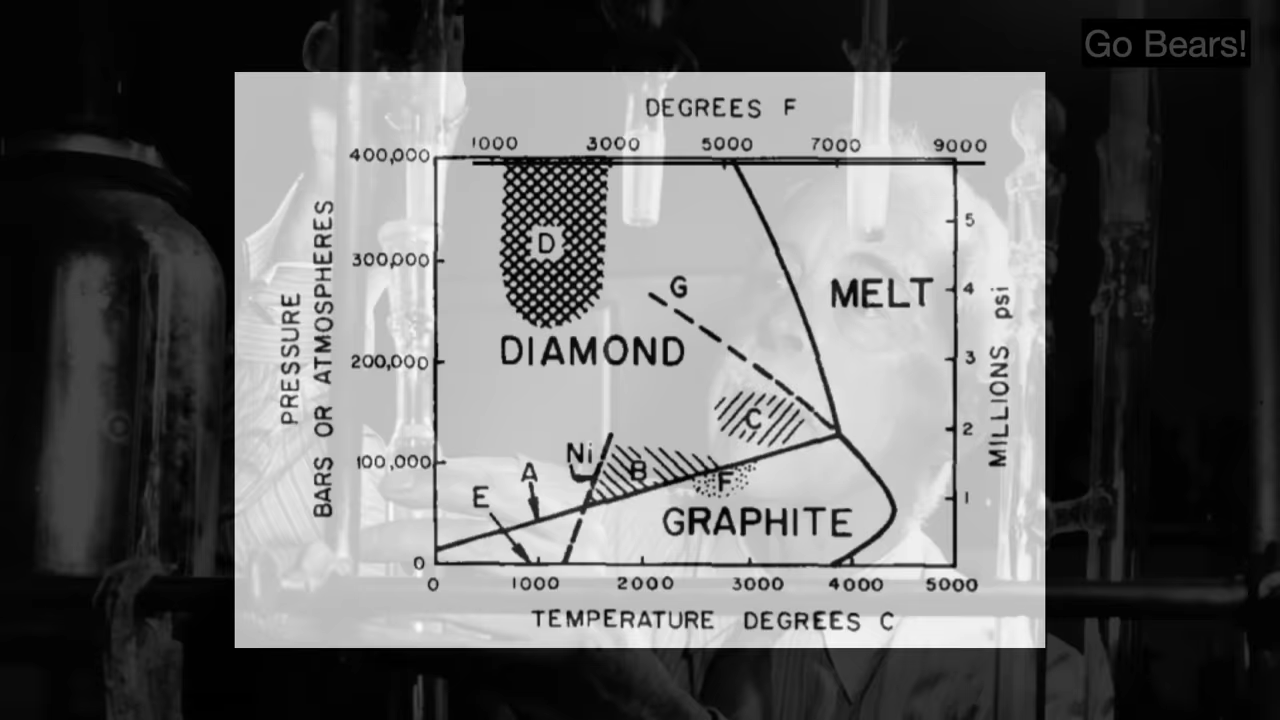 Go Bears!
DEGREES F
1000 3000 5000 7000 9000
400,000
300,000
200,000
100,000
0
PRESSURE
BARS OR ATMOSPHERES
D
G
MELT
DIAMOND
C
Ni
B
A
F
E
GRAPHITE
5
4
3
2
1
MILLIONS psi
0 1000 2000 3000 4000 5000
TEMPERATURE DEGREES C